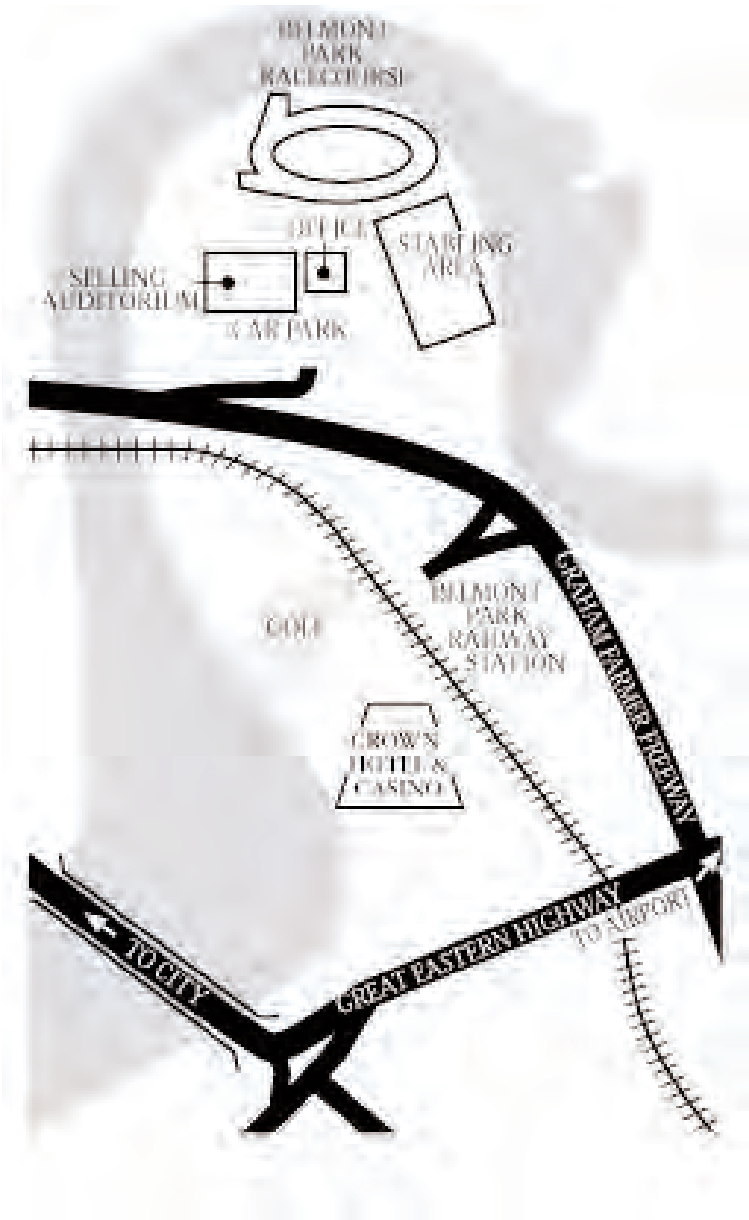 BELMONT
PARK
RACECOURSE
OFFICE
STABLING
AREA
SELLING
AUDITORIUM
CAR PARK
GRAHAM FARMER FREEWAY
BELMONT
PARK
RAILWAY
STATION
GOLF
CROWN
HOTEL &
CASINO
GREAT EASTERN HIGHWAY
TO AIRPORT
TO CITY